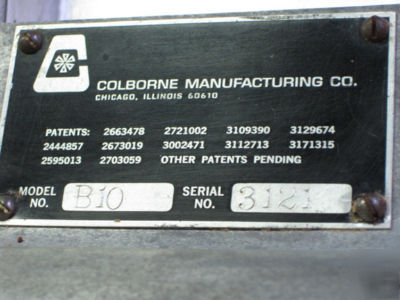 COLBORNE MANUFACTURING CO.
CHICAGO, ILLINOIS 60610
PATENTS: 2663478 2721002 3109390 3129674
2444857 2673019 3002471 3112713 3171315
2595013 2703059 OTHER PATENTS PENDING
MODEL NO. B10 SERIAL NO. 3121